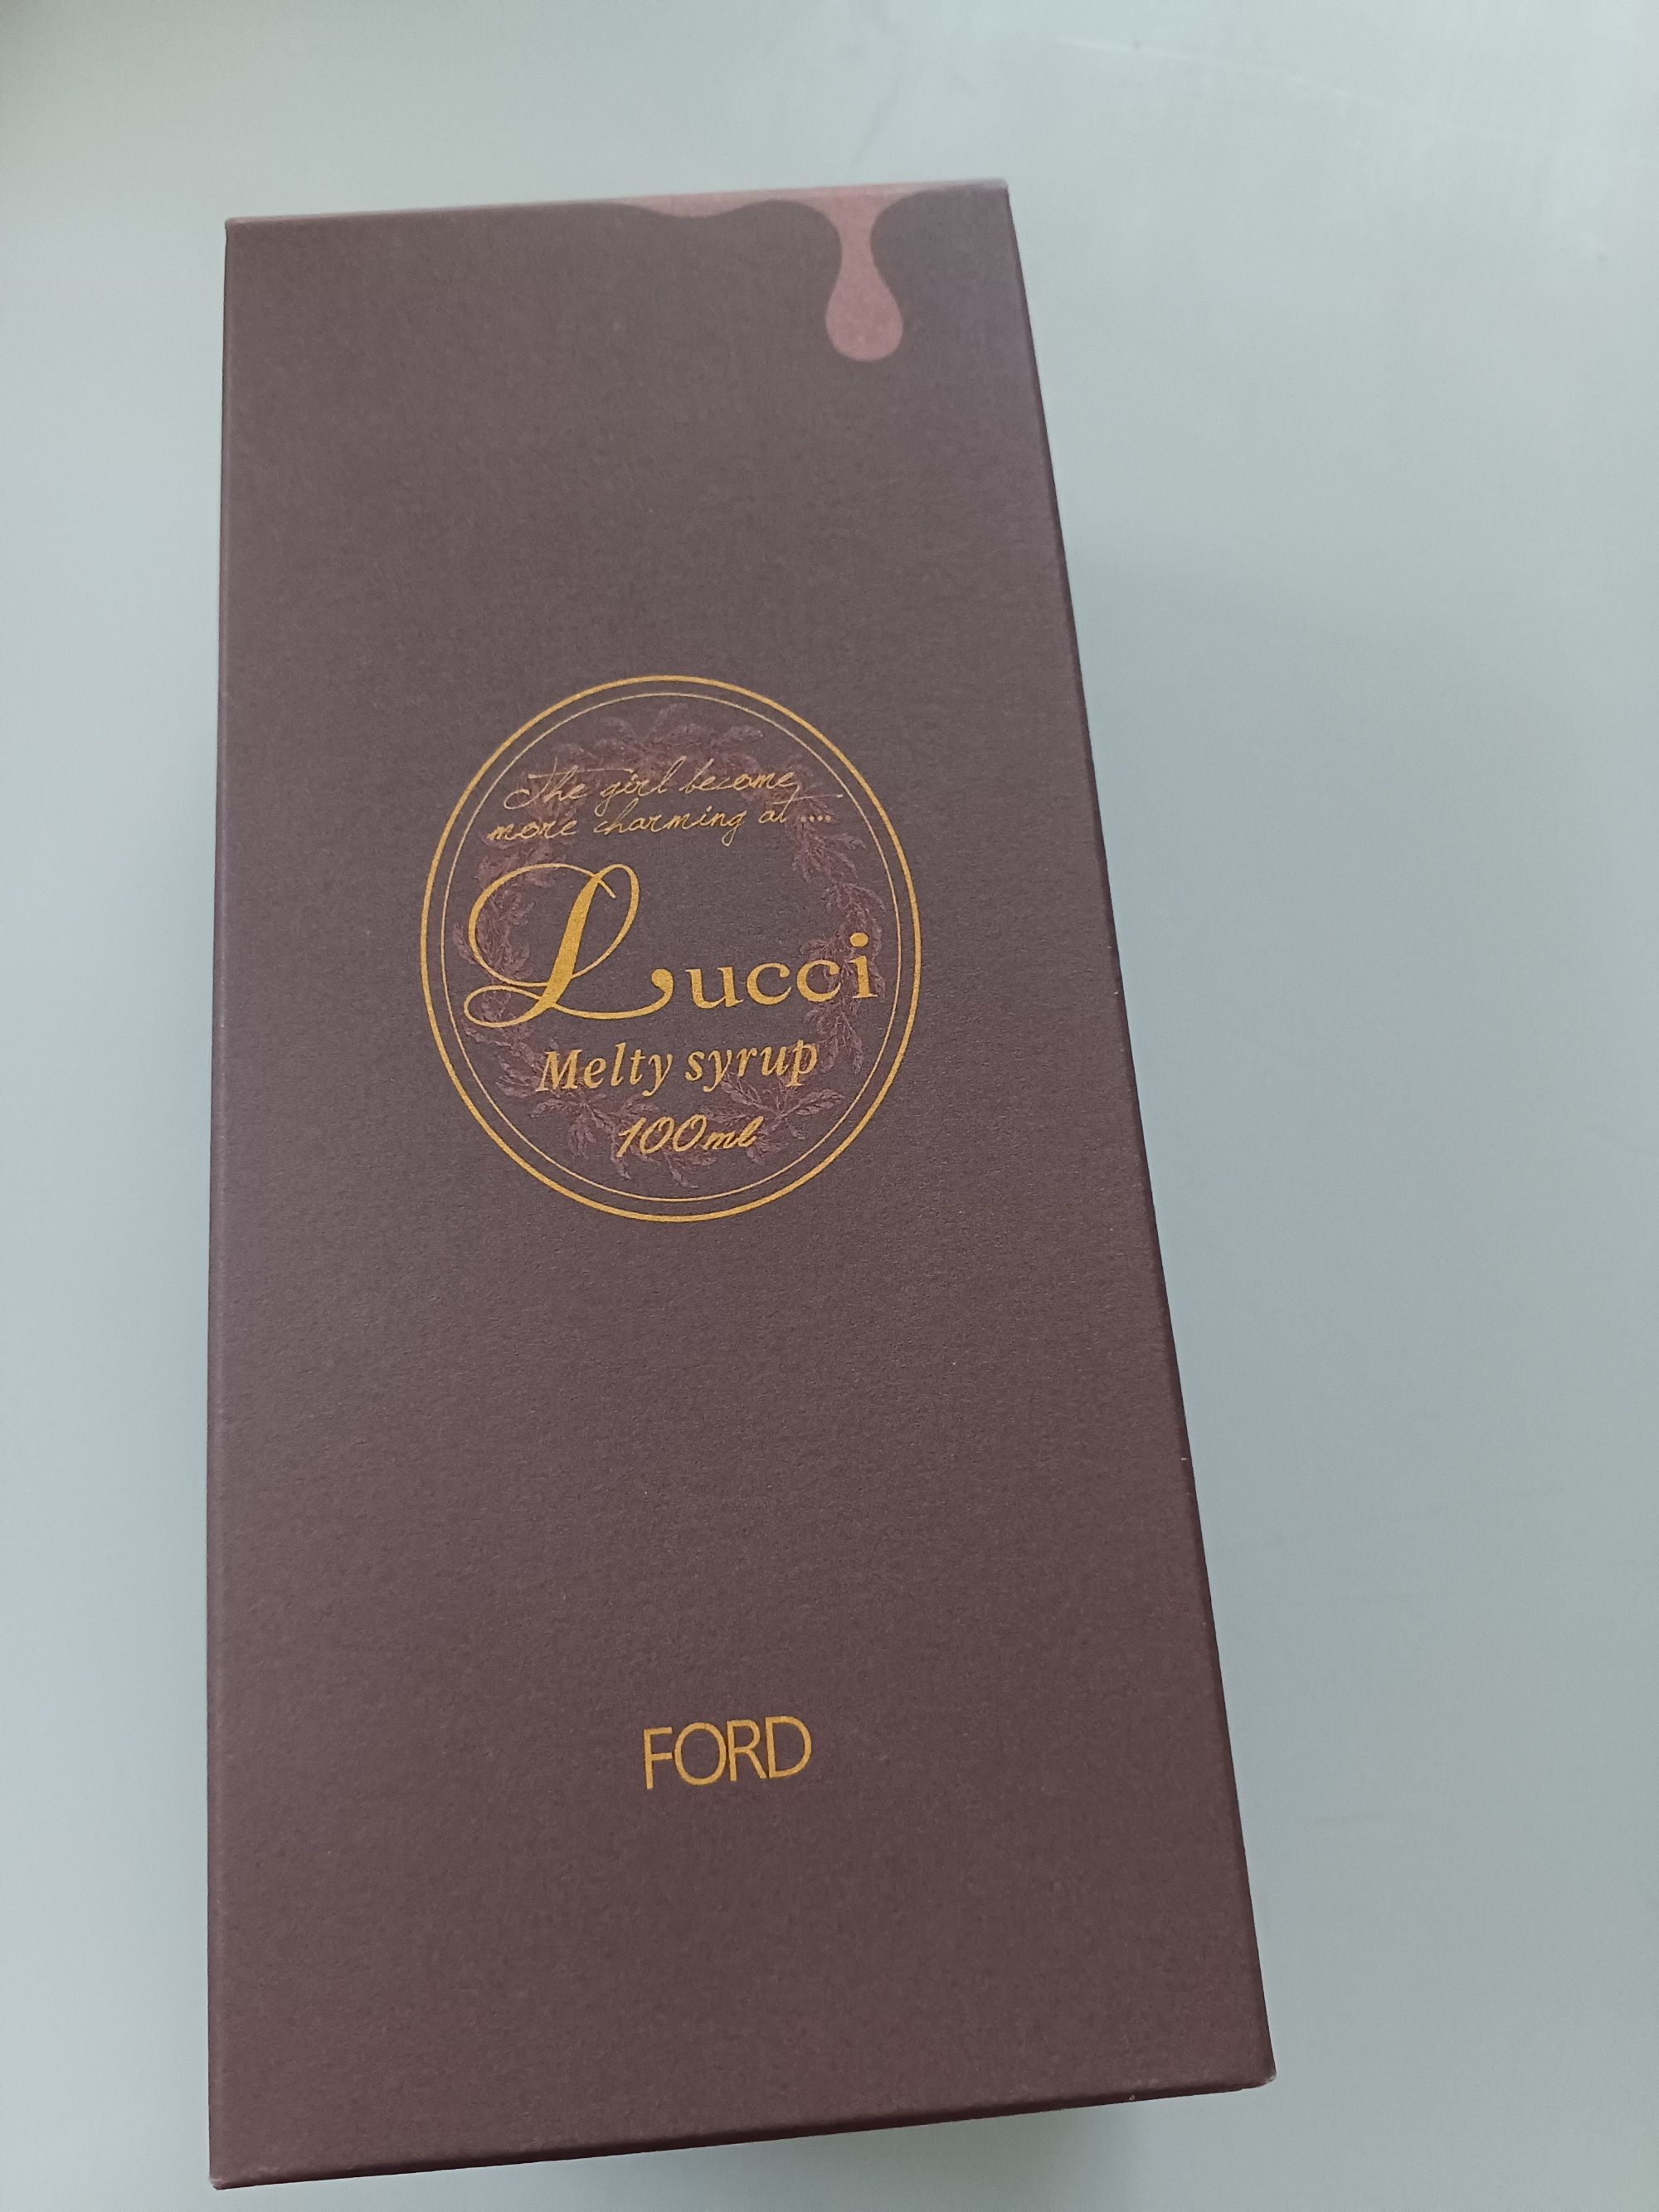 The girl become
more charming at ....
Lucci
Melty syrup
100ml
FORD